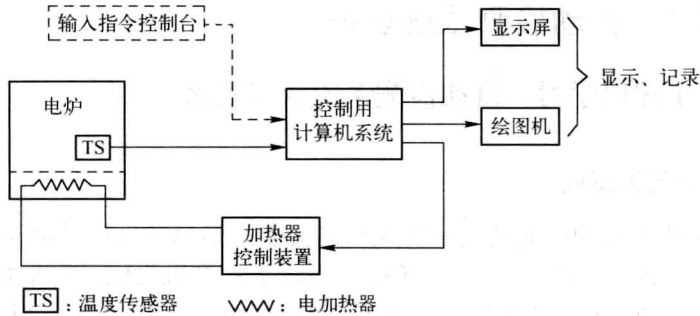 输入指令控制台
显示屏
显示、记录
电炉
控制用
计算机系统
绘图机
TS
加热器
控制装置
TS：温度传感器
：电加热器